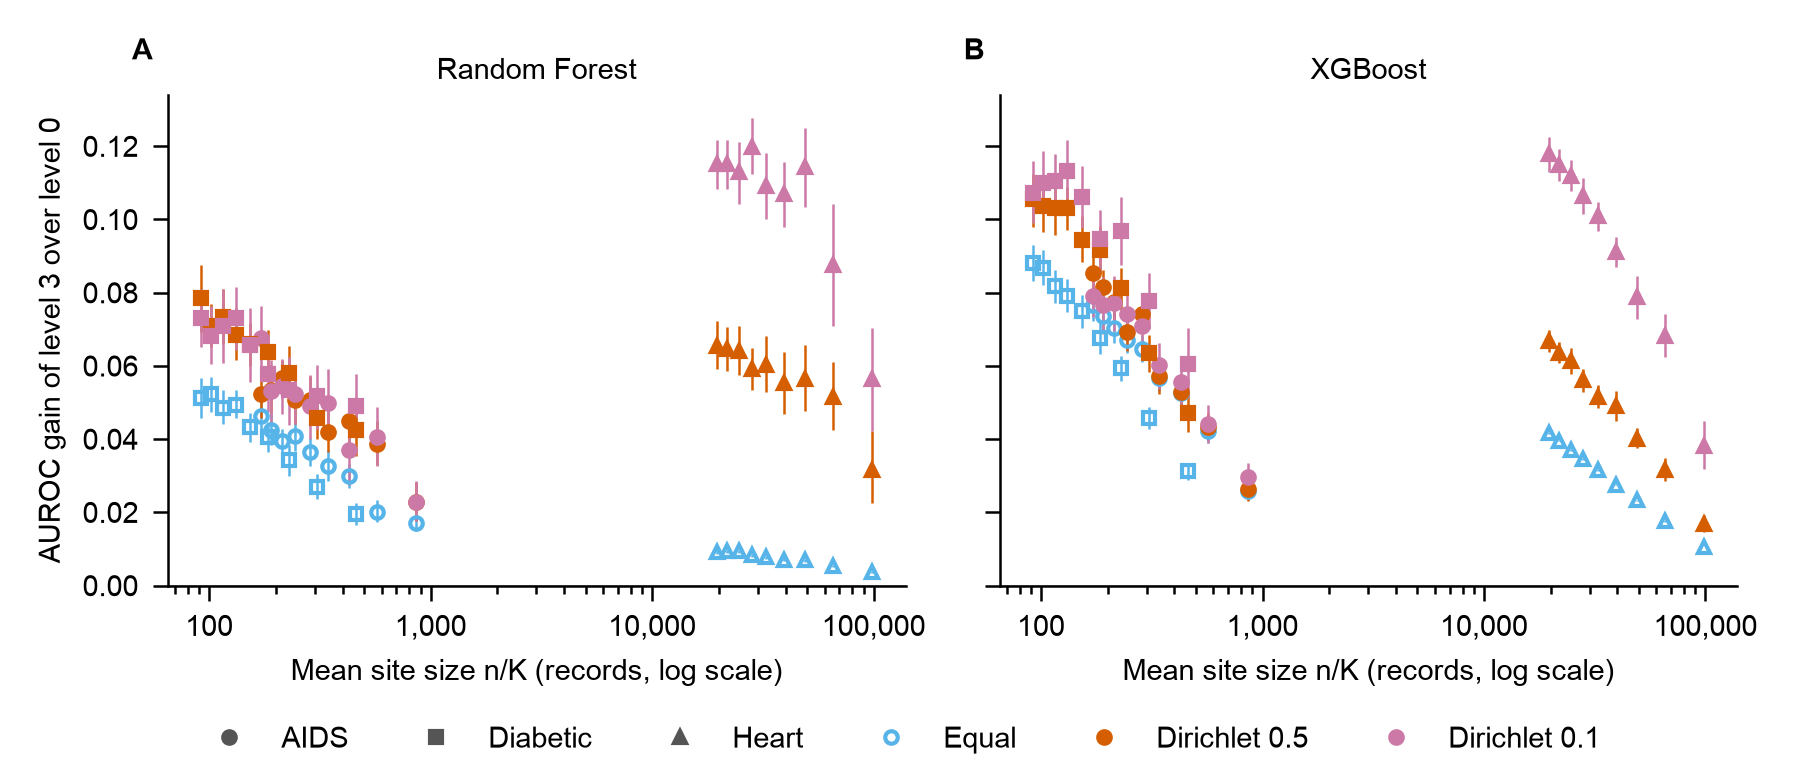 A
B
Random Forest
XGBoost
AUROC gain of level 3 over level 0
0.12
0.10
0.08
0.06
0.04
0.02
0.00
100
1,000
10,000
100,000
100
1,000
10,000
100,000
Mean site size n/K (records, log scale)
Mean site size n/K (records, log scale)
AIDS
Diabetic
Heart
Equal
Dirichlet 0.5
Dirichlet 0.1